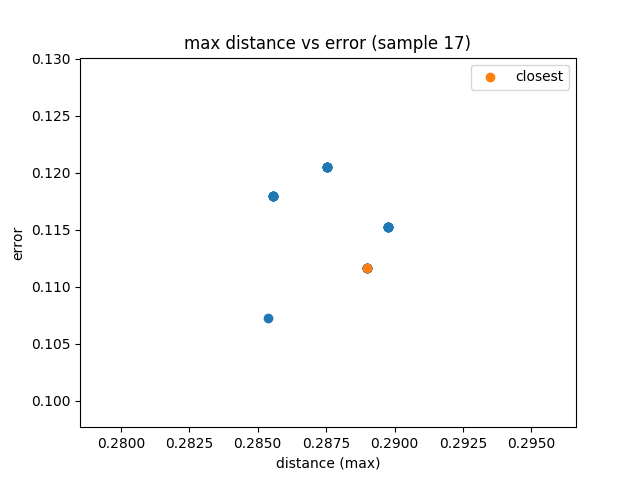 max distance vs error (sample 17)
closest
0.130
0.125
0.120
0.115
0.110
0.105
0.100
error
0.2800 0.2825 0.2850 0.2875 0.2900 0.2925 0.2950
distance (max)